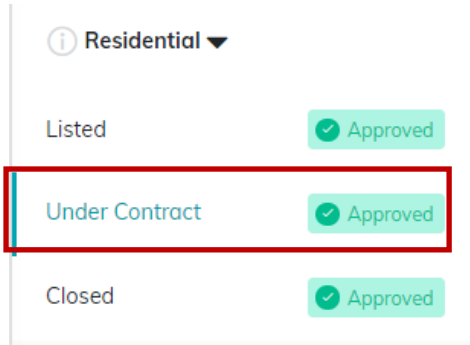 Residential
Listed Approved
Under Contract Approved
Closed Approved